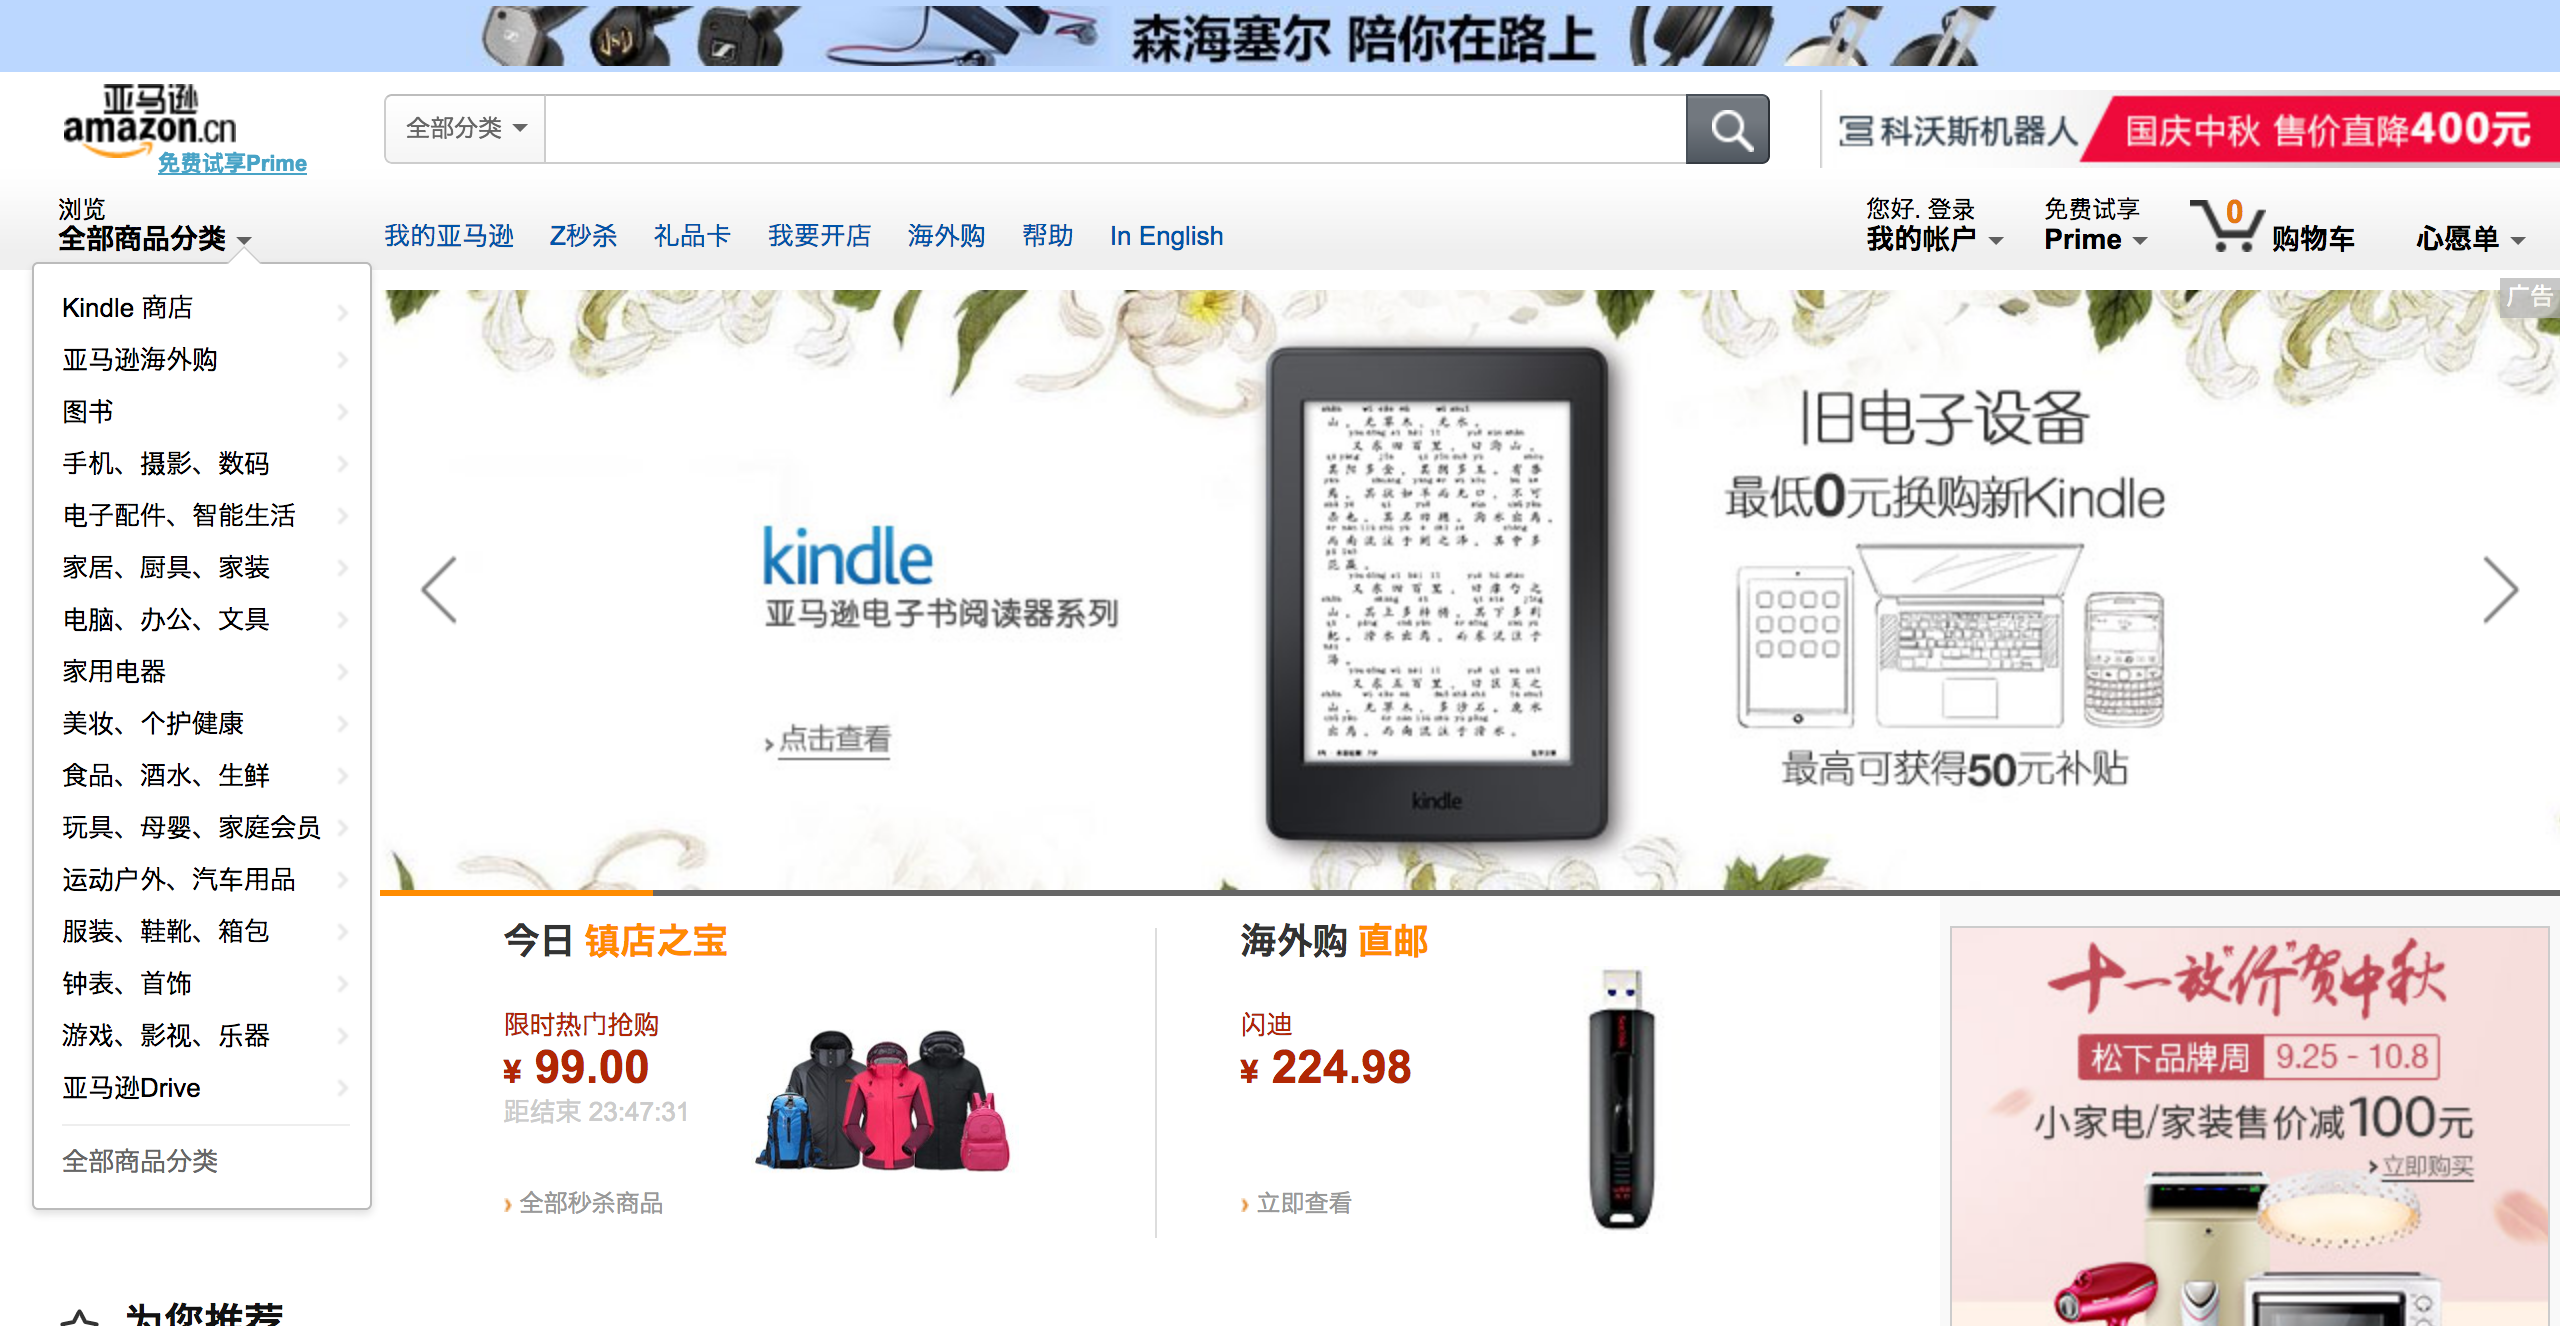 森海塞尔 陪你在路上
亚马逊
amazon.cn
免费试享Prime
全部分类
科沃斯机器人
国庆中秋 售价直降400元
浏览
全部商品分类
我的亚马逊 Z秒杀 礼品卡 我要开店 海外购 帮助 In English
您好. 登录
我的帐户
免费试享
Prime
0
购物车
心愿单
Kindle 商店
亚马逊海外购
图书
手机、摄影、数码
电子配件、智能生活
家居、厨具、家装
电脑、办公、文具
家用电器
美妆、个护健康
食品、酒水、生鲜
玩具、母婴、家庭会员
运动户外、汽车用品
服装、鞋靴、箱包
钟表、首饰
游戏、影视、乐器
亚马逊Drive
全部商品分类
广告
kindle
亚马逊电子书阅读器系列
点击查看
kindle
旧电子设备
最低0元换购新Kindle
最高可获得50元补贴
今日 镇店之宝
限时热门抢购
¥ 99.00
距结束 23:47:31
全部秒杀商品
海外购 直邮
闪迪
¥ 224.98
立即查看
十一放“价”贺中秋
松下品牌周 9.25 - 10.8
小家电/家装售价减100元
立即购买
为您推荐